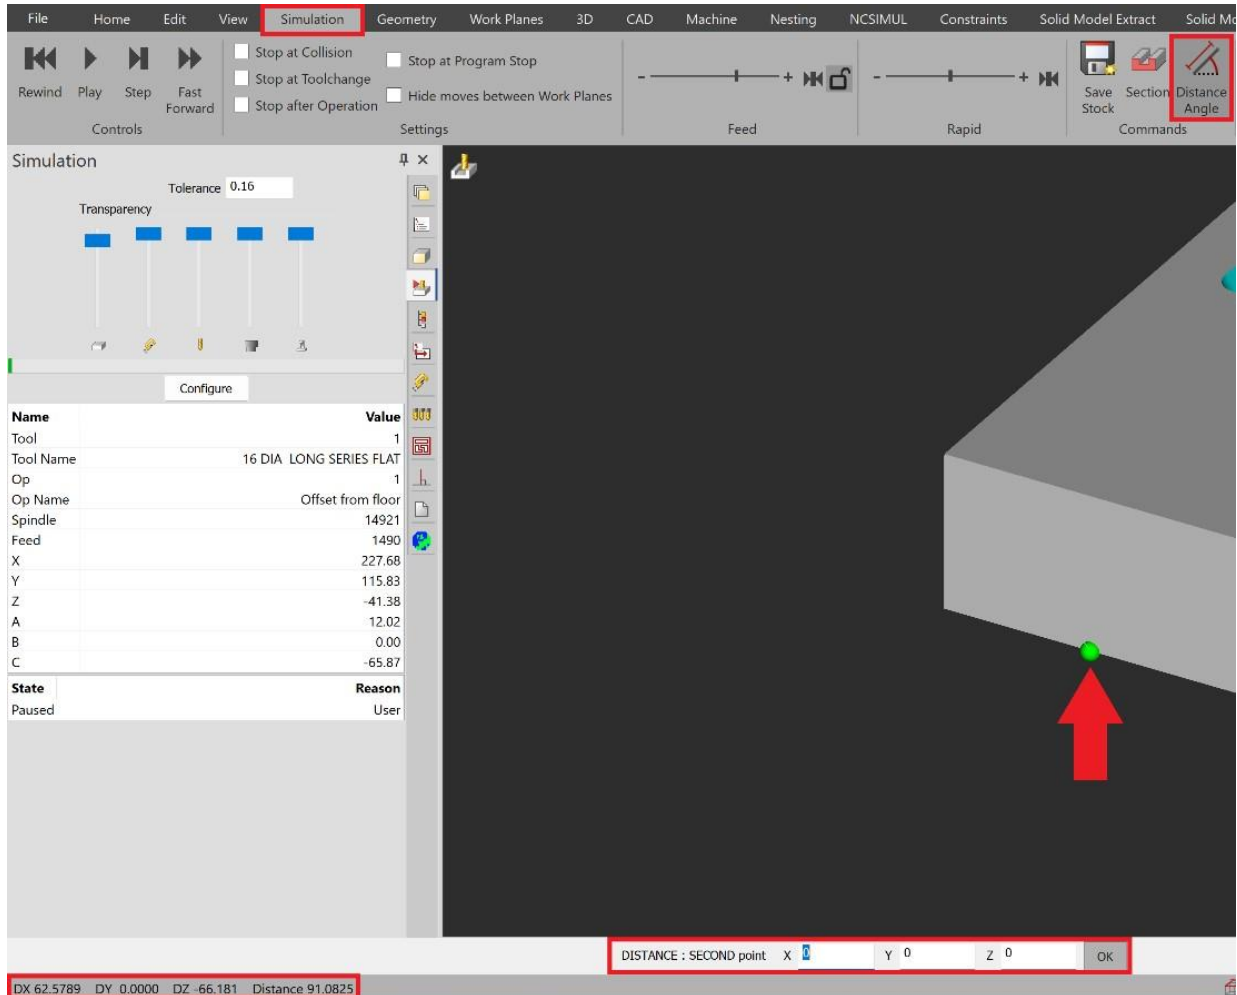 File Home Edit View Simulation Geometry Work Planes 3D CAD Machine Nesting NCSIMUL Constraints Solid Model Extract Solid Mo
Stop at Collision
Stop at Toolchange
Stop after Operation
Stop at Program Stop
Hide moves between Work Planes
Rewind Play Step Fast Forward
- + - +
Save Stock Section Distance Angle
Controls Settings Feed Rapid Commands
Simulation
Tolerance 0.16
Transparency
Configure
Name Value
Tool 1
Tool Name 16 DIA LONG SERIES FLAT
Op 1
Op Name Offset from floor
Spindle 14921
Feed 1490
X 227.68
Y 115.83
Z -41.38
A 12.02
B 0.00
C -65.87
State Reason
Paused User
DISTANCE : SECOND point X 0 Y 0 Z 0 OK
DX 62.5789 DY 0.0000 DZ -66.181 Distance 91.0825